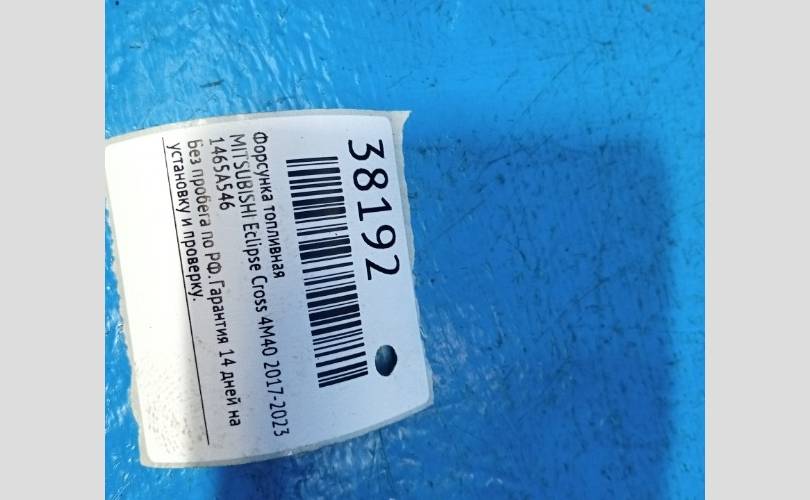 38192
Форсунка топливная
MITSUBISHI Eclipse Cross 4M40 2017-2023
1465A546
Без пробега по РФ.Гарантия 14 дней на
установку и проверку.